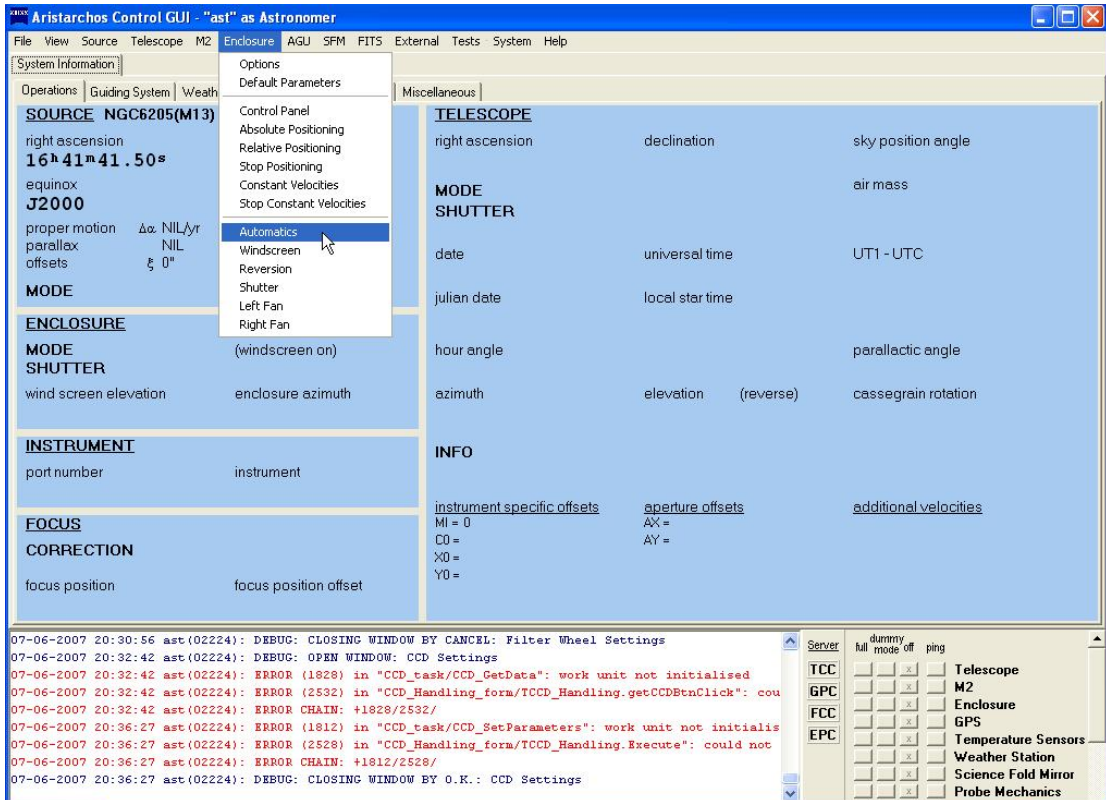 Aristarchos Control GUI - "ast" as Astronomer
File View Source Telescope M2 Enclosure AGU SFM FITS External Tests System Help
System Information
Operations Guiding System Weath Miscellaneous
Options
Default Parameters
Control Panel
Absolute Positioning
Relative Positioning
Stop Positioning
Constant Velocities
Stop Constant Velocities
Automatics
Windscreen
Reversion
Shutter
Left Fan
Right Fan
SOURCE NGC6205(M13)
right ascension
16h41m41.50s
equinox
J2000
proper motion Δα NIL/yr
parallax NIL
offsets ξ 0"
MODE
ENCLOSURE
MODE (windscreen on)
SHUTTER
wind screen elevation enclosure azimuth
INSTRUMENT
port number instrument
FOCUS
CORRECTION
focus position focus position offset
TELESCOPE
right ascension declination sky position angle
air mass
MODE
SHUTTER
date universal time UT1 - UTC
julian date local star time
hour angle parallactic angle
azimuth elevation (reverse) cassegrain rotation
INFO
instrument specific offsets aperture offsets additional velocities
MI = 0 AX =
C0 = AY =
X0 =
Y0 =
07-06-2007 20:30:56 ast(02224): DEBUG: CLOSING WINDOW BY CANCEL: Filter Wheel Settings
07-06-2007 20:32:42 ast(02224): DEBUG: OPEN WINDOW: CCD Settings
07-06-2007 20:32:42 ast(02224): ERROR (1828) in "CCD_task/CCD_GetData": work unit not initialised
07-06-2007 20:32:42 ast(02224): ERROR (2532) in "CCD_Handling_form/TCCD_Handling.getCCDBtnClick": cou
07-06-2007 20:32:42 ast(02224): ERROR CHAIN: +1828/2532/
07-06-2007 20:36:27 ast(02224): ERROR (1812) in "CCD_task/CCD_SetParameters": work unit not initialis
07-06-2007 20:36:27 ast(02224): ERROR (2528) in "CCD_Handling_form/TCCD_Handling.Execute": could not
07-06-2007 20:36:27 ast(02224): ERROR CHAIN: +1812/2528/
07-06-2007 20:36:27 ast(02224): DEBUG: CLOSING WINDOW BY O.K.: CCD Settings
Server
TCC
GPC
FCC
EPC
full dummy mode off ping
x Telescope
x M2
x Enclosure
x GPS
x Temperature Sensors
x Weather Station
x Science Fold Mirror
x Probe Mechanics